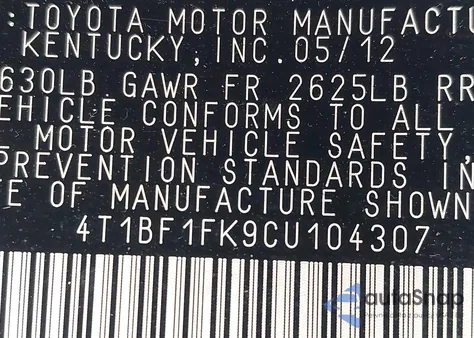 :TOYOTA MOTOR MANUFACTU
KENTUCKY, INC. 05/12
630LB GAWR FR 2625LB RR
EHICLE CONFORMS TO ALL
L MOTOR VEHICLE SAFETY,
PREVENTION STANDARDS IN
E OF MANUFACTURE SHOWN
4T1BF1FK9CU104307
autaShap